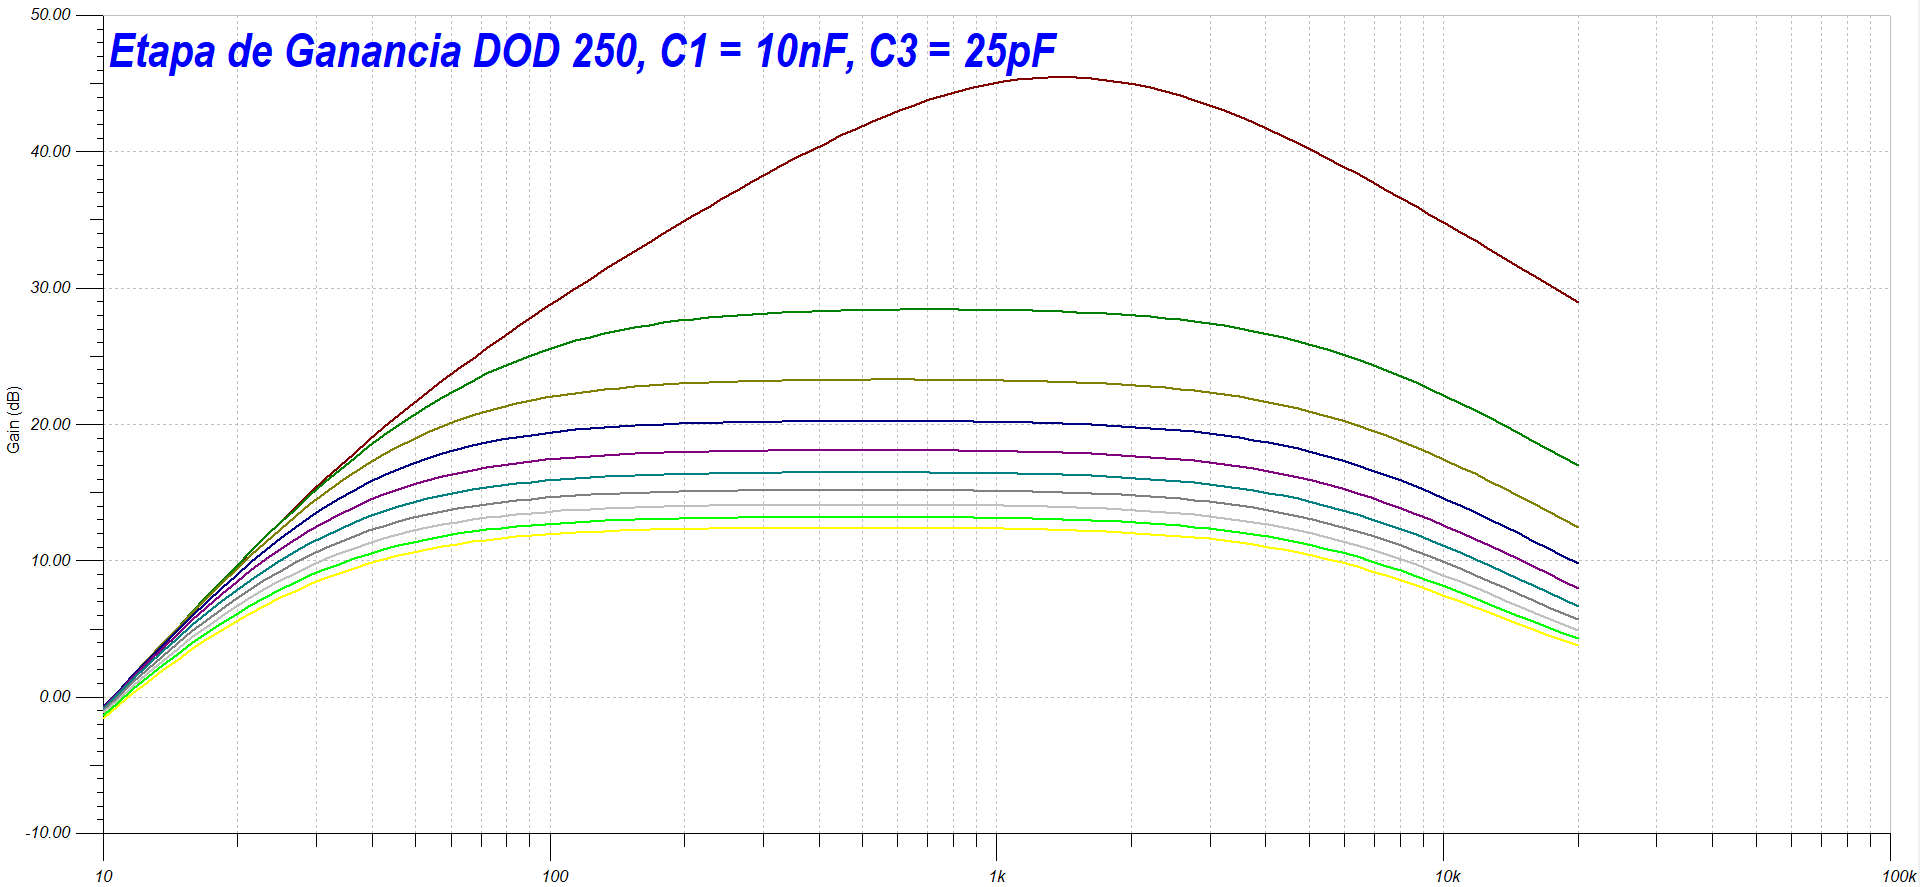 Etapa de Ganancia DOD 250, C1 = 10nF, C3 = 25pF
50.00
40.00
30.00
20.00
10.00
0.00
-10.00
Gain (dB)
10
100
1k
10k
100k